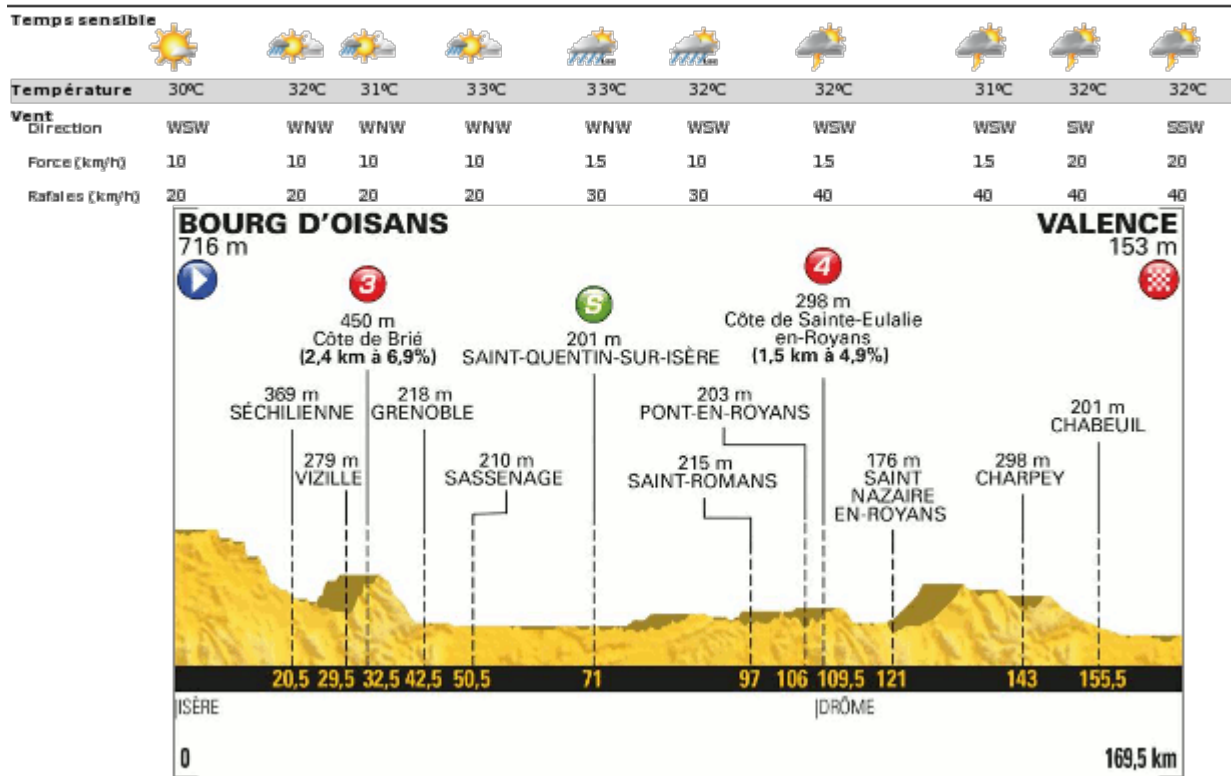 Temps sensible
Température 30ºC 32ºC 31ºC 33ºC 33ºC 32ºC 32ºC 31ºC 32ºC 32ºC
Vent
Direction WSW WNW WNW WNW WNW WSW WSW WSW SW SSW
Force (km/h) 10 10 10 10 15 10 15 15 20 20
Rafales (km/h) 20 20 20 20 30 30 40 40 40 40
BOURG D'OISANS
716 m
VALENCE
153 m
3
450 m
Côte de Brié
(2,4 km à 6,9%)
S
201 m
SAINT-QUENTIN-SUR-ISÈRE
4
298 m
Côte de Sainte-Eulalie
en-Royans
(1,5 km à 4,9%)
369 m
SÉCHILIENNE
218 m
GRENOBLE
203 m
PONT-EN-ROYANS
201 m
CHABEUIL
279 m
VIZILLE
210 m
SASSENAGE
215 m
SAINT-ROMANS
176 m
SAINT
NAZAIRE
EN-ROYANS
298 m
CHARPEY
20,5 29,5 32,5 42,5 50,5 71 97 106 109,5 121 143 155,5
ISÈRE
DRÔME
0
169,5 km